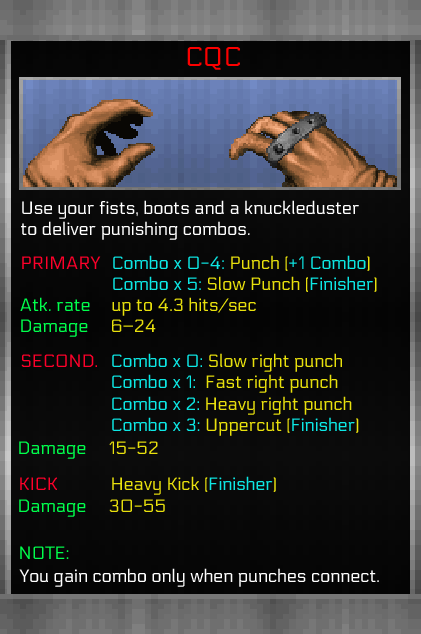 CQC
Use your fists, boots and a knuckleduster
to deliver punishing combos.
PRIMARY Combo x 0-4: Punch (+1 Combo)
Combo x 5: Slow Punch (Finisher)
Atk. rate up to 4.3 hits/sec
Damage 6–24
SECOND. Combo x 0: Slow right punch
Combo x 1: Fast right punch
Combo x 2: Heavy right punch
Combo x 3: Uppercut (Finisher)
Damage 15-52
KICK Heavy Kick (Finisher)
Damage 30-55
NOTE:
You gain combo only when punches connect.